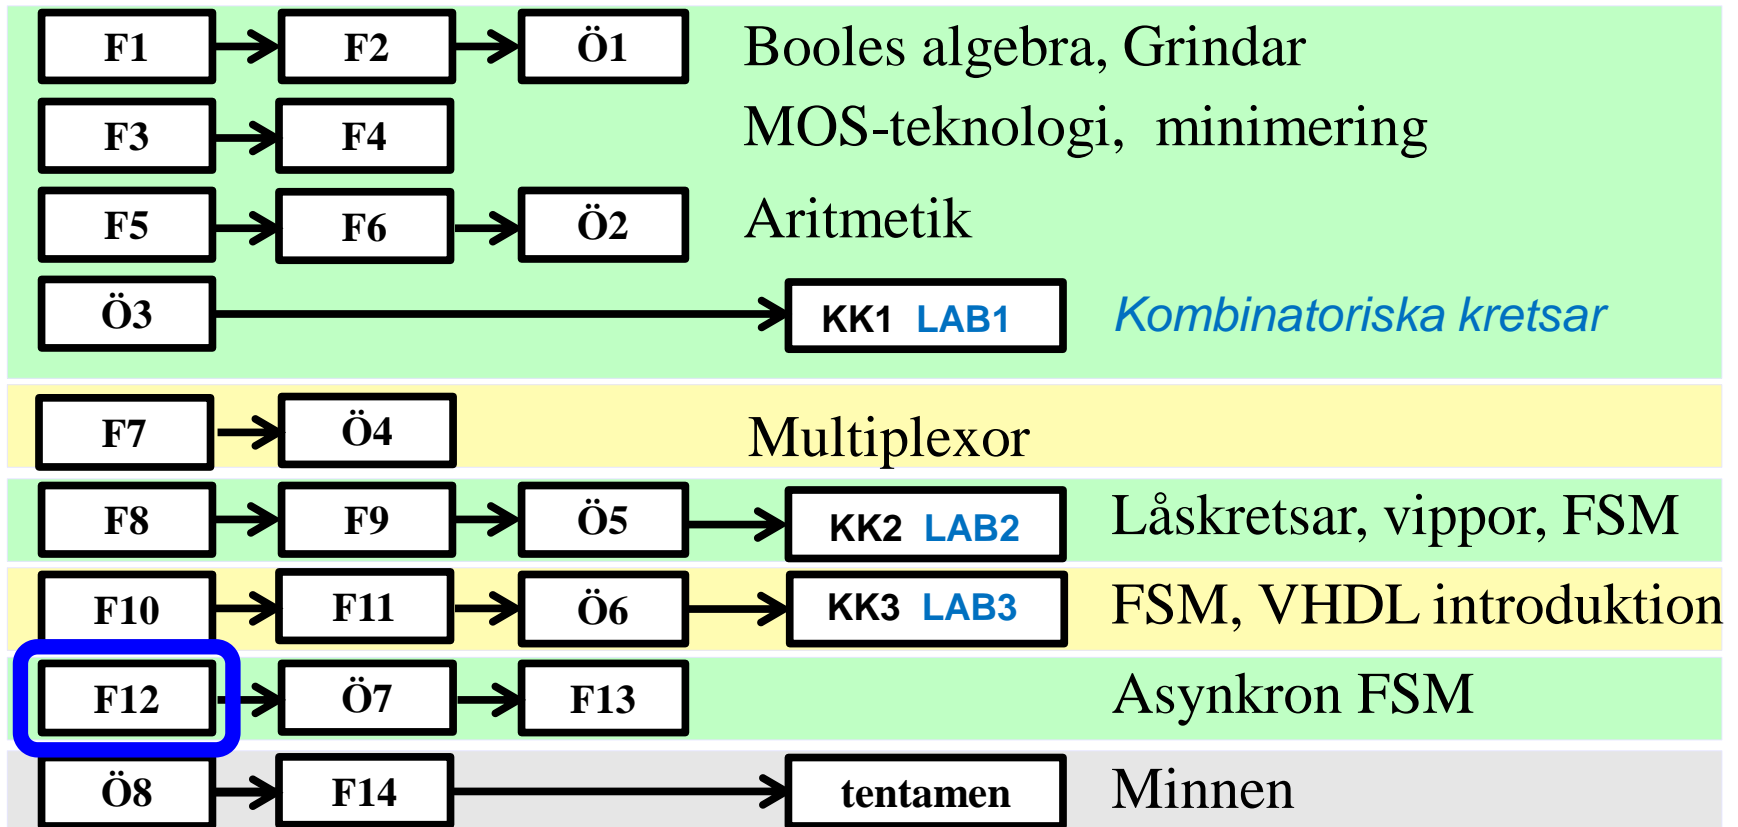 F1 F2 Ö1 Booles algebra, Grindar
F3 F4 MOS-teknologi, minimering
F5 F6 Ö2 Aritmetik
Ö3 KK1 LAB1 Kombinatoriska kretsar
F7 Ö4 Multiplexor
F8 F9 Ö5 KK2 LAB2 Låskretsar, vippor, FSM
F10 F11 Ö6 KK3 LAB3 FSM, VHDL introduktion
F12 Ö7 F13 Asynkron FSM
Ö8 F14 tentamen Minnen